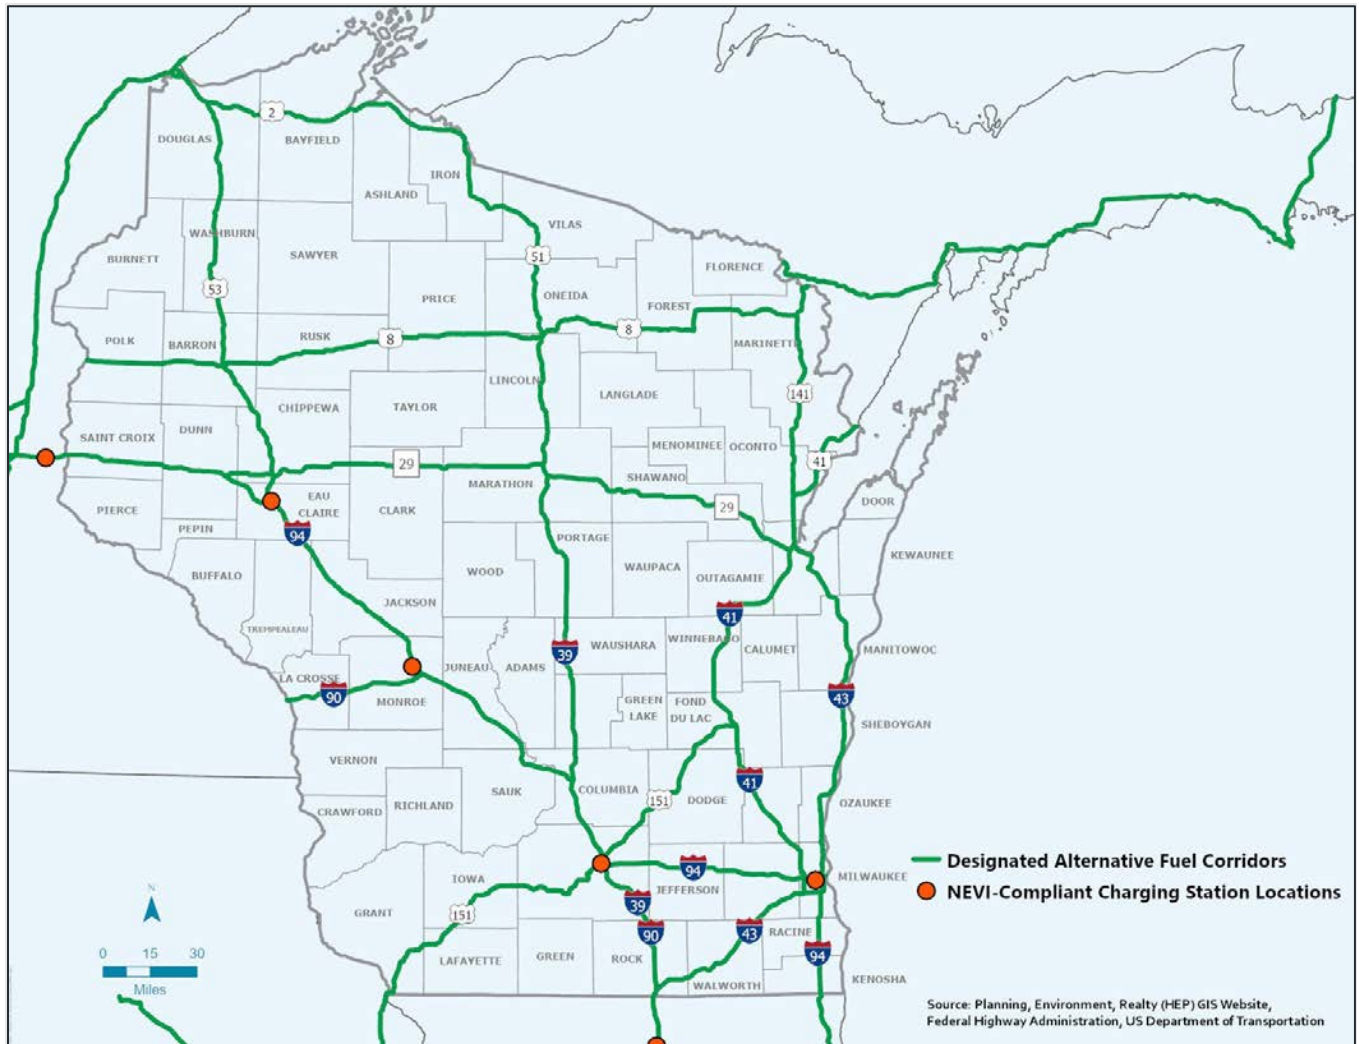 2
DOUGLAS
BAYFIELD
IRON
ASHLAND
VILAS
WASHBURN
51
SAWYER
BURNETT
FLORENCE
53
PRICE
ONEIDA
FOREST
8
8
RUSK
POLK
BARRON
MARINETTE
LINCOLN
141
LANGLADE
CHIPPEWA
TAYLOR
DUNN
SAINT CROIX
MENOMINEE
OCONTO
41
29
SHAWANO
MARATHON
EAU
CLAIRE
DOOR
29
PIERCE
CLARK
PEPIN
94
PORTAGE
KEWAUNEE
WAUPACA
WOOD
BUFFALO
OUTAGAMIE
JACKSON
41
TREMPEALEAU
WINNEBAGO
WAUSHARA
39
CALUMET
MANITOWOC
JUNEAU
ADAMS
LA CROSSE
90
MONROE
GREEN
LAKE
FOND
DU LAC
43
SHEBOYGAN
VERNON
41
COLUMBIA
SAUK
151
DODGE
OZAUKEE
RICHLAND
CRAWFORD
Designated Alternative Fuel Corridors
94
MILWAUKEE
IOWA
JEFFERSON
NEVI-Compliant Charging Station Locations
N
39
GRANT
151
90
43
RACINE
0 15 30
Miles
LAFAYETTE
GREEN
ROCK
94
WALWORTH
KENOSHA
Source: Planning, Environment, Realty (HEP) GIS Website,
Federal Highway Administration, US Department of Transportation